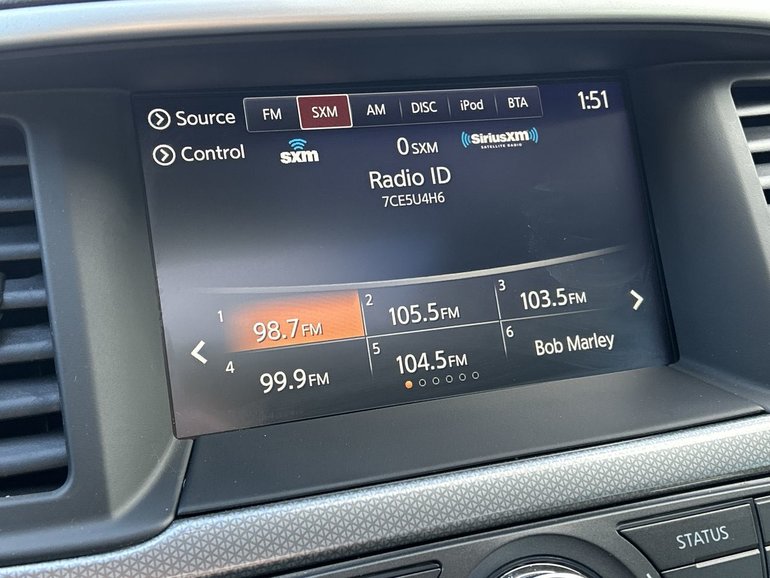 Source FM SXM AM DISC iPod BTA 1:51
Control sxm 0 SXM SiriusXM
SATELLITE RADIO
Radio ID
7CE5U4H6
1 98.7FM 2 105.5FM 3 103.5FM
4 99.9FM 5 104.5FM 6 Bob Marley
STATUS